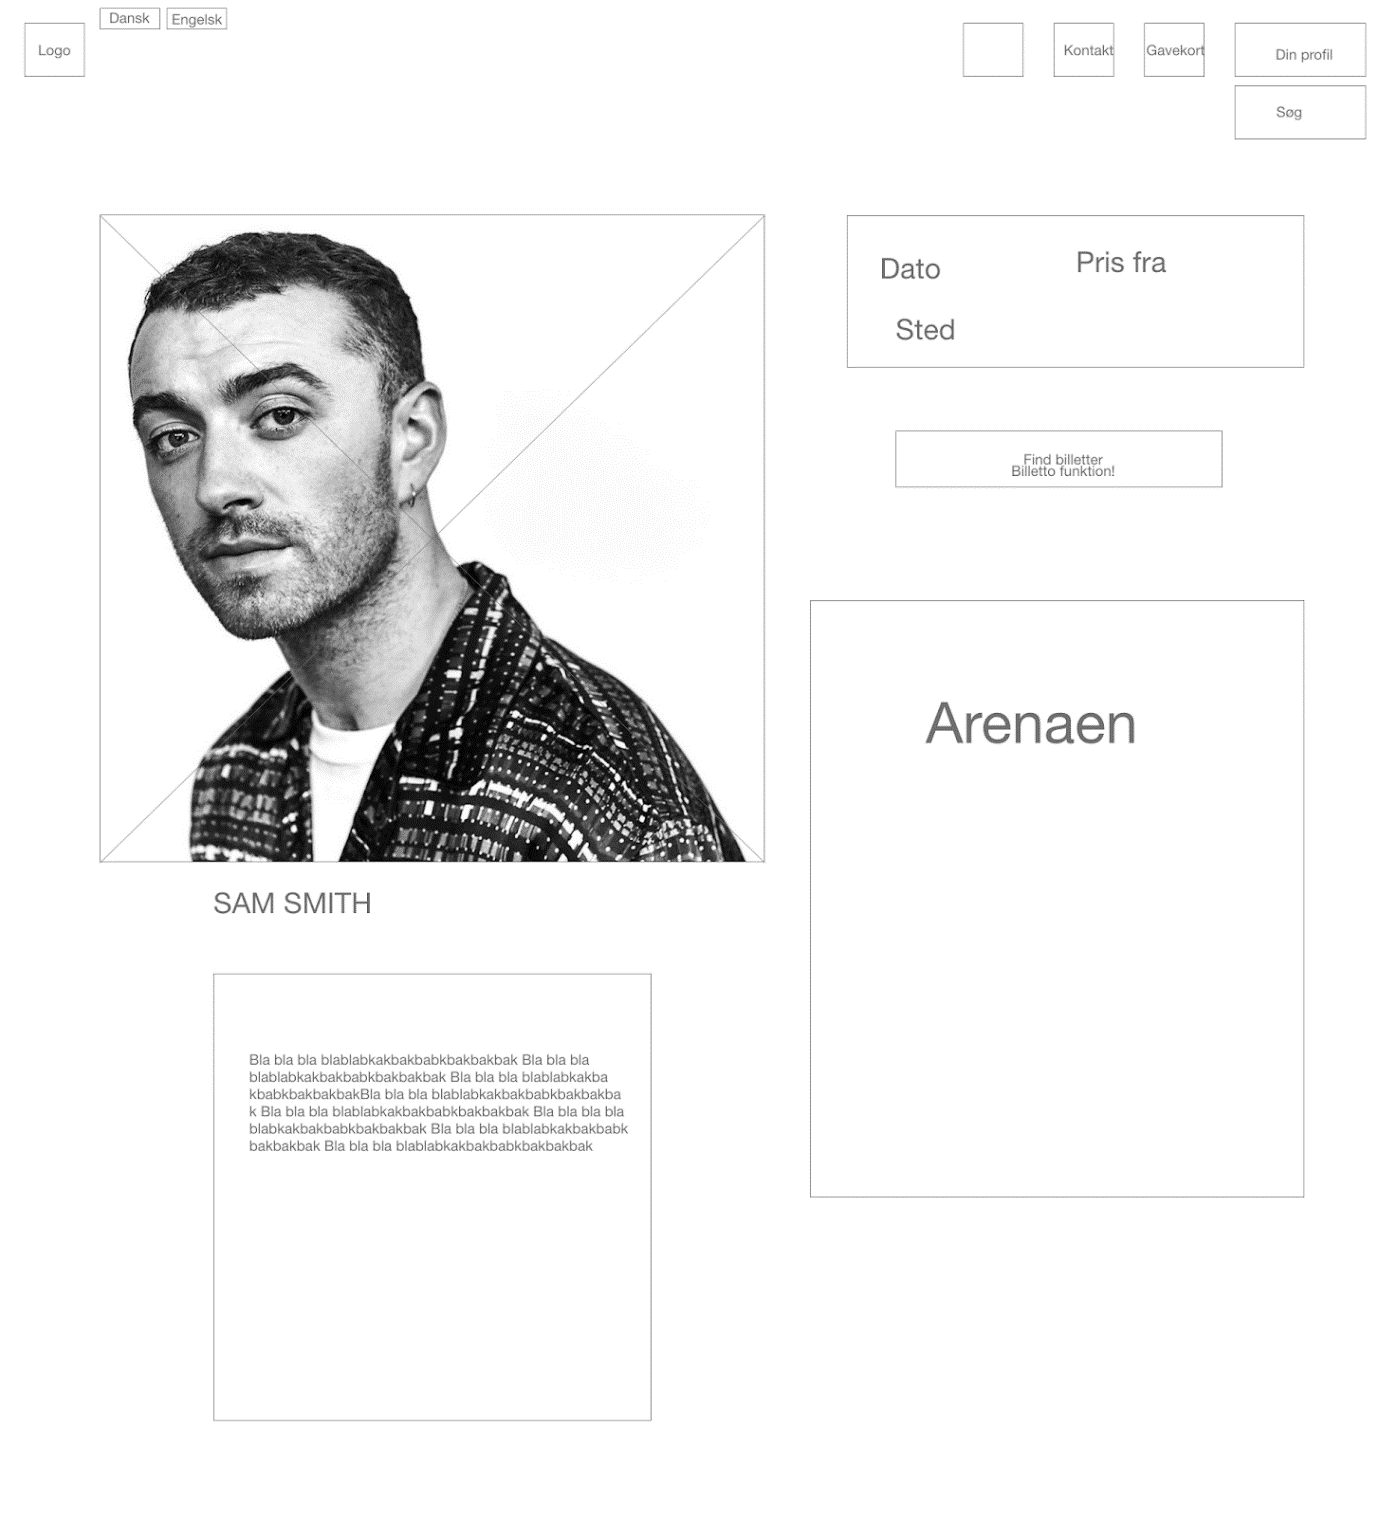 Dansk
Engelsk
Logo
Kontakt
Gavekort
Din profil
Søg
Dato
Pris fra
Sted
Find billetter
Billetto funktion!
Arenaen
SAM SMITH
Bla bla bla blablabkakbakbabkbakbakbak Bla bla bla
blablabkakbakbabkbakbakbak Bla bla bla blablabkakba
kbabkbakbakbakBla bla bla blablabkakbakbabkbakbakba
k Bla bla bla blablabkakbakbabkbakbakbak Bla bla bla bla
blabkakbakbabkbakbakbak Bla bla bla blablabkakbakbabk
bakbakbak Bla bla bla blablabkakbakbabkbakbakbak